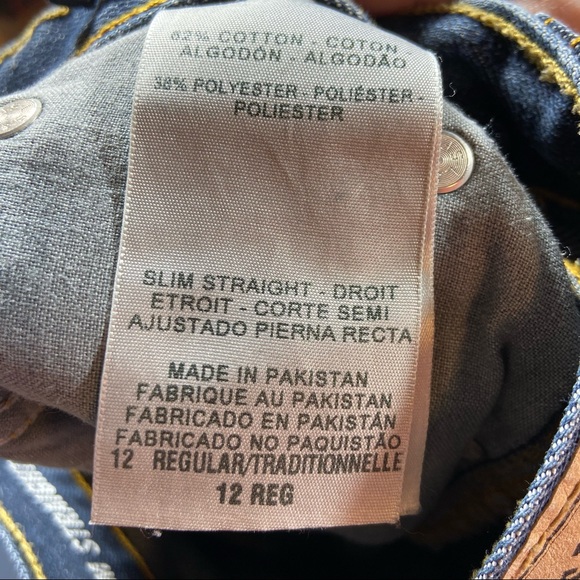 62% COTTON - COTON
ALGODÓN - ALGODÃO
38% POLYESTER - POLIÉSTER -
POLIESTER
SLIM STRAIGHT - DROIT
ETROIT - CORTE SEMI
AJUSTADO PIERNA RECTA
MADE IN PAKISTAN
FABRIQUE AU PAKISTAN
FABRICADO EN PAKISTÁN
FABRICADO NO PAQUISTÃO
12 REGULAR/TRADITIONNELLE
12 REG